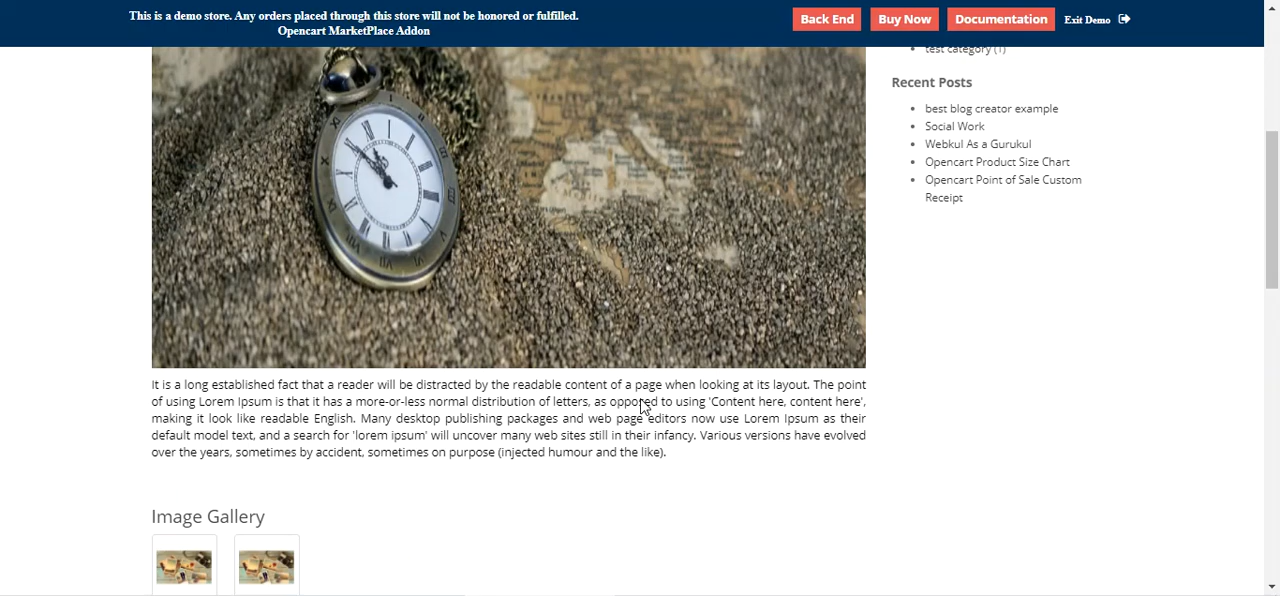 This is a demo store. Any orders placed through this store will not be honored or fulfilled.
Opencart MarketPlace Addon
Back End
Buy Now
Documentation
Exit Demo
test category (1)
Recent Posts
best blog creator example
Social Work
Webkul As a Gurukul
Opencart Product Size Chart
Opencart Point of Sale Custom
Receipt
It is a long established fact that a reader will be distracted by the readable content of a page when looking at its layout. The point
of using Lorem Ipsum is that it has a more-or-less normal distribution of letters, as opposed to using 'Content here, content here',
making it look like readable English. Many desktop publishing packages and web page editors now use Lorem Ipsum as their
default model text, and a search for 'lorem ipsum' will uncover many web sites still in their infancy. Various versions have evolved
over the years, sometimes by accident, sometimes on purpose (injected humour and the like).
Image Gallery